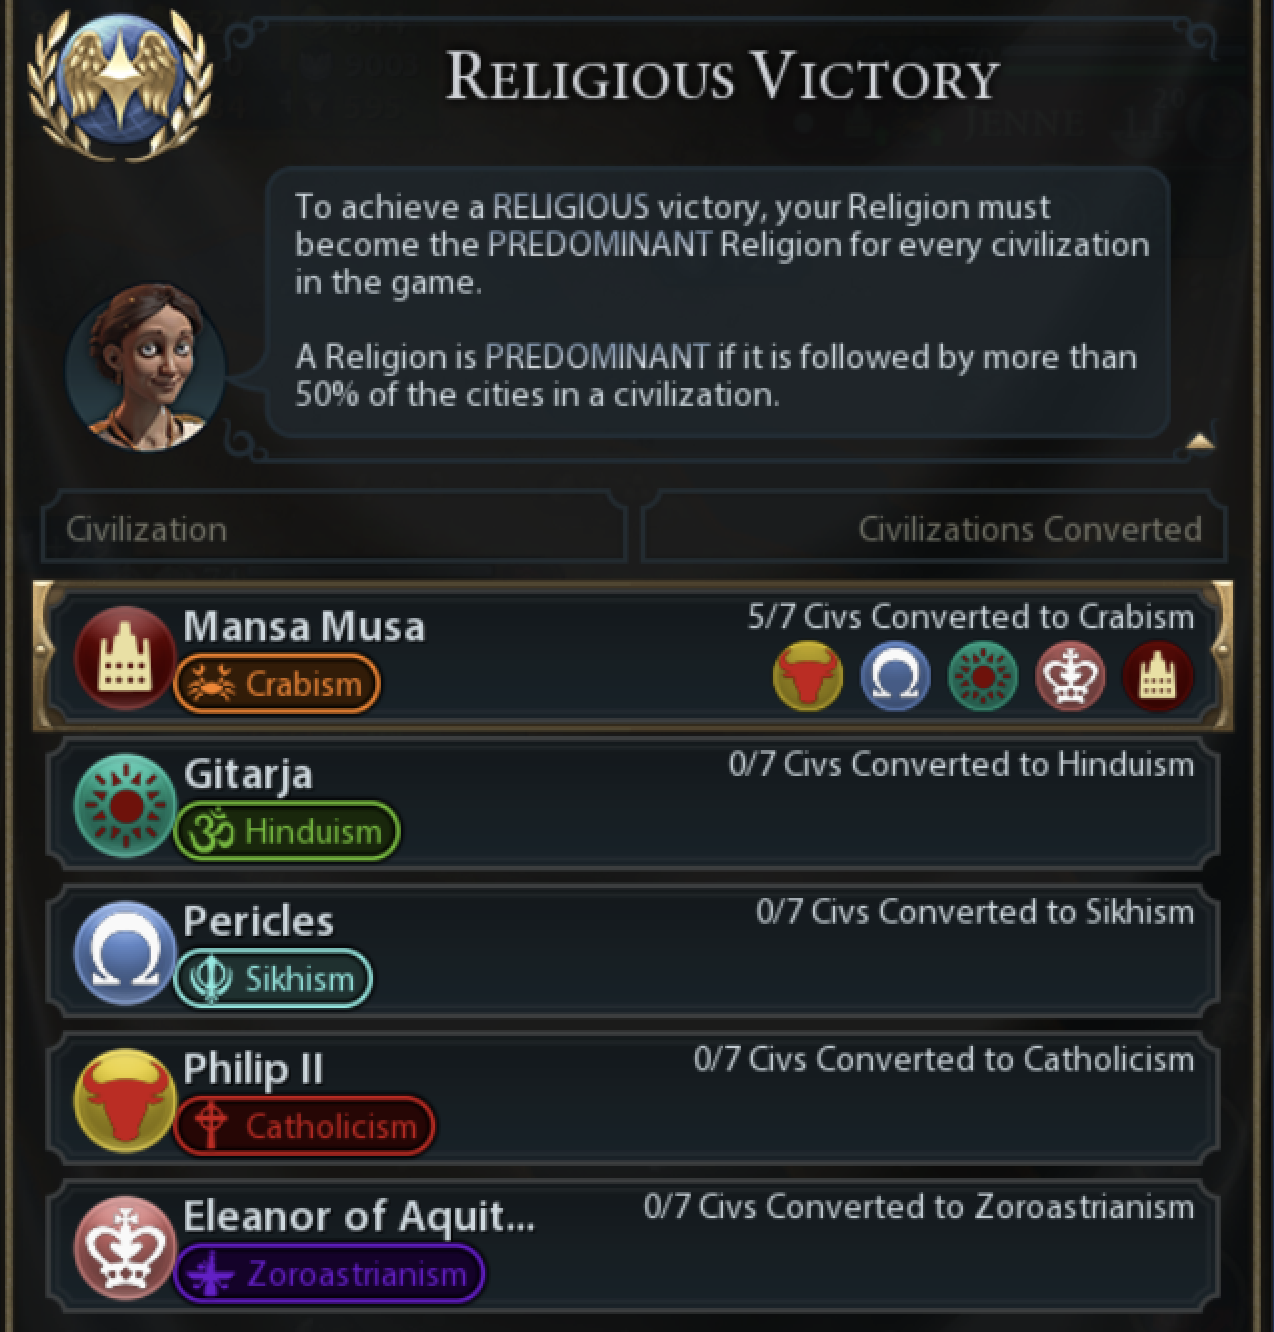 RELIGIOUS VICTORY
JENNE
To achieve a RELIGIOUS victory, your Religion must
become the PREDOMINANT Religion for every civilization
in the game.
A Religion is PREDOMINANT if it is followed by more than
50% of the cities in a civilization.
Civilization
Civilizations Converted
Mansa Musa
5/7 Civs Converted to Crabism
Crabism
Gitarja
0/7 Civs Converted to Hinduism
Hinduism
Pericles
0/7 Civs Converted to Sikhism
Sikhism
Philip II
0/7 Civs Converted to Catholicism
Catholicism
Eleanor of Aquit...
0/7 Civs Converted to Zoroastrianism
Zoroastrianism